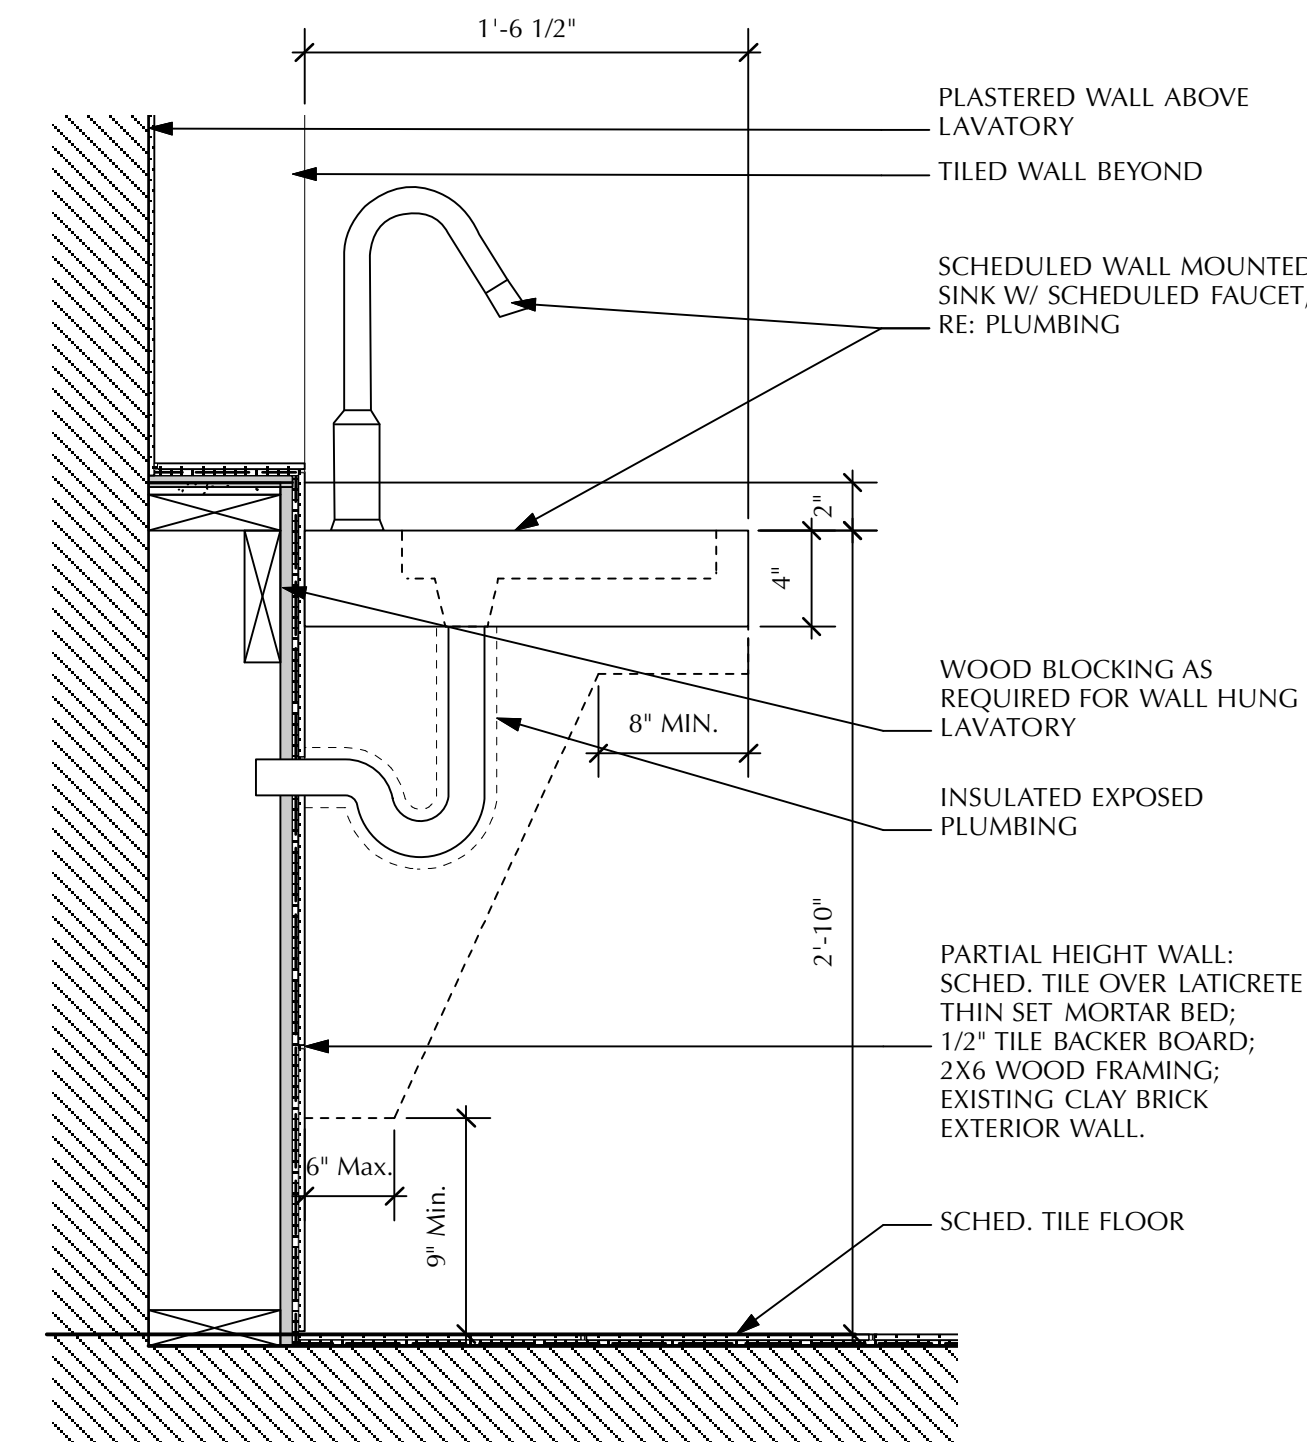 1'-6 1/2"
PLASTERED WALL ABOVE
LAVATORY
TILED WALL BEYOND
SCHEDULED WALL MOUNTED
SINK W/ SCHEDULED FAUCET,
RE: PLUMBING
2"
4"
WOOD BLOCKING AS
REQUIRED FOR WALL HUNG
LAVATORY
8" MIN.
INSULATED EXPOSED
PLUMBING
2'-10"
PARTIAL HEIGHT WALL:
SCHED. TILE OVER LATICRETE
THIN SET MORTAR BED;
1/2" TILE BACKER BOARD;
2X6 WOOD FRAMING;
EXISTING CLAY BRICK
EXTERIOR WALL.
6" Max.
9" Min.
SCHED. TILE FLOOR